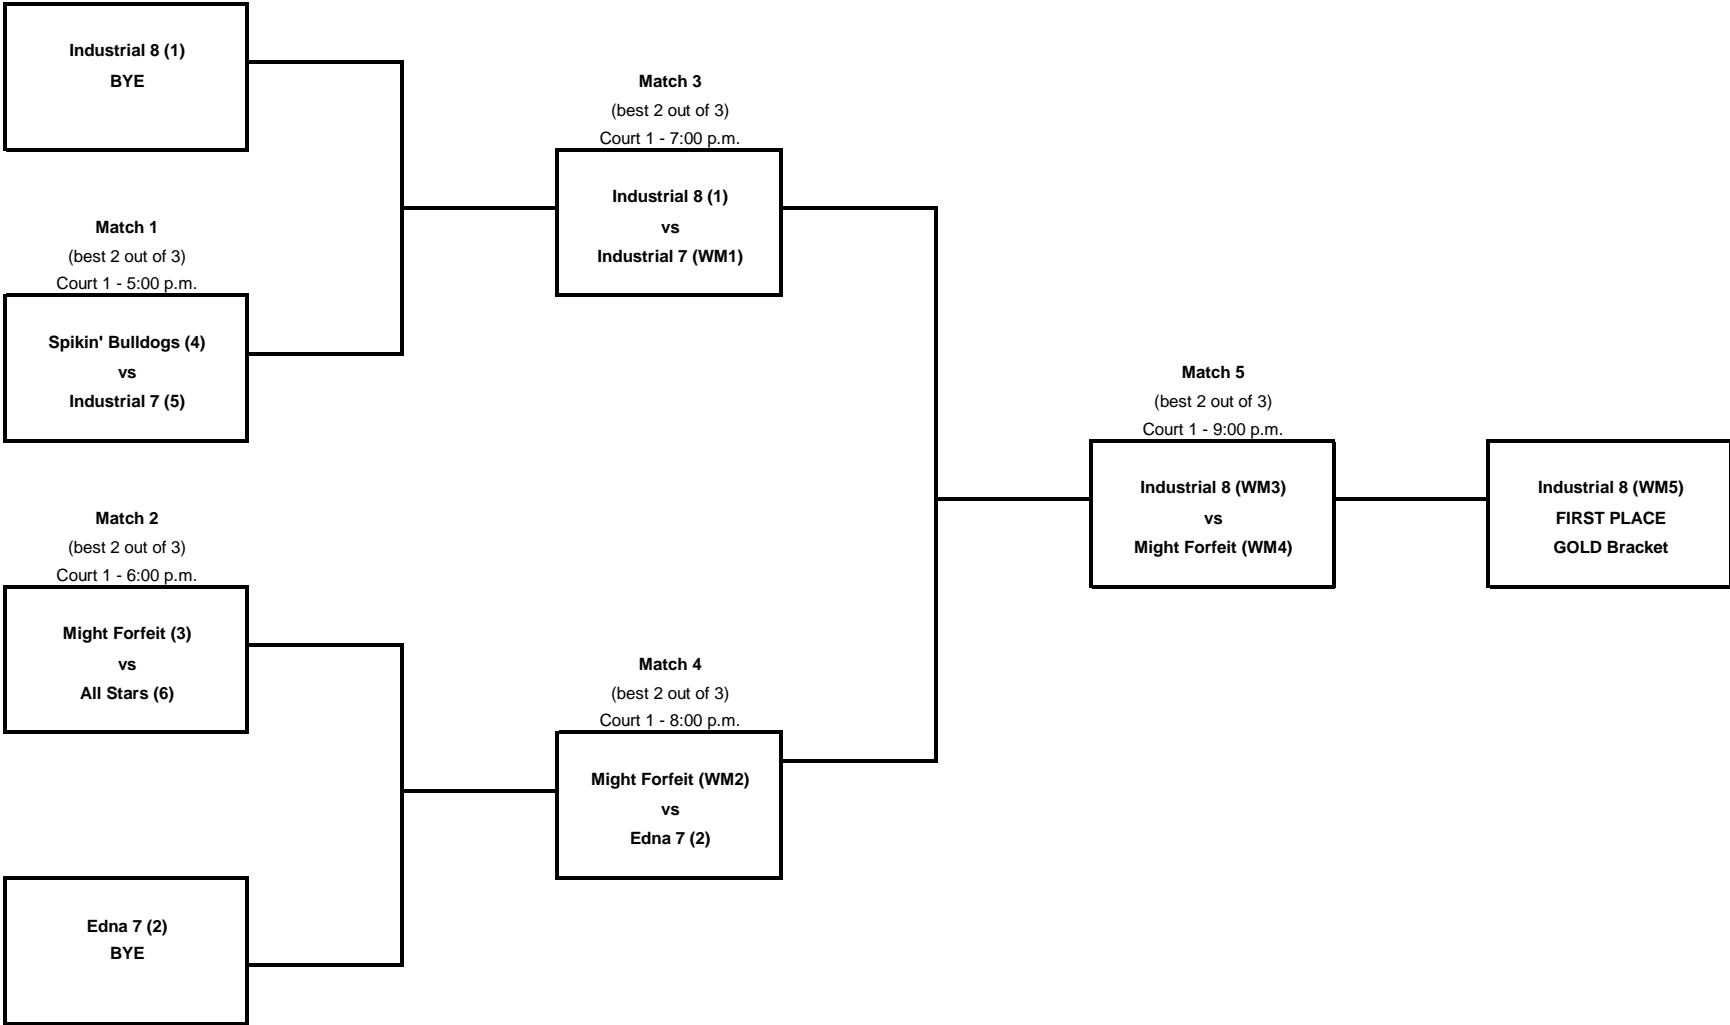 Industrial 8 (1)
BYE
Match 1
(best 2 out of 3)
Court 1 - 5:00 p.m.
Spikin' Bulldogs (4)
vs
Industrial 7 (5)
Match 2
(best 2 out of 3)
Court 1 - 6:00 p.m.
Might Forfeit (3)
vs
All Stars (6)
Edna 7 (2)
BYE
Match 3
(best 2 out of 3)
Court 1 - 7:00 p.m.
Industrial 8 (1)
vs
Industrial 7 (WM1)
Match 4
(best 2 out of 3)
Court 1 - 8:00 p.m.
Might Forfeit (WM2)
vs
Edna 7 (2)
Match 5
(best 2 out of 3)
Court 1 - 9:00 p.m.
Industrial 8 (WM3)
vs
Might Forfeit (WM4)
Industrial 8 (WM5)
FIRST PLACE
GOLD Bracket